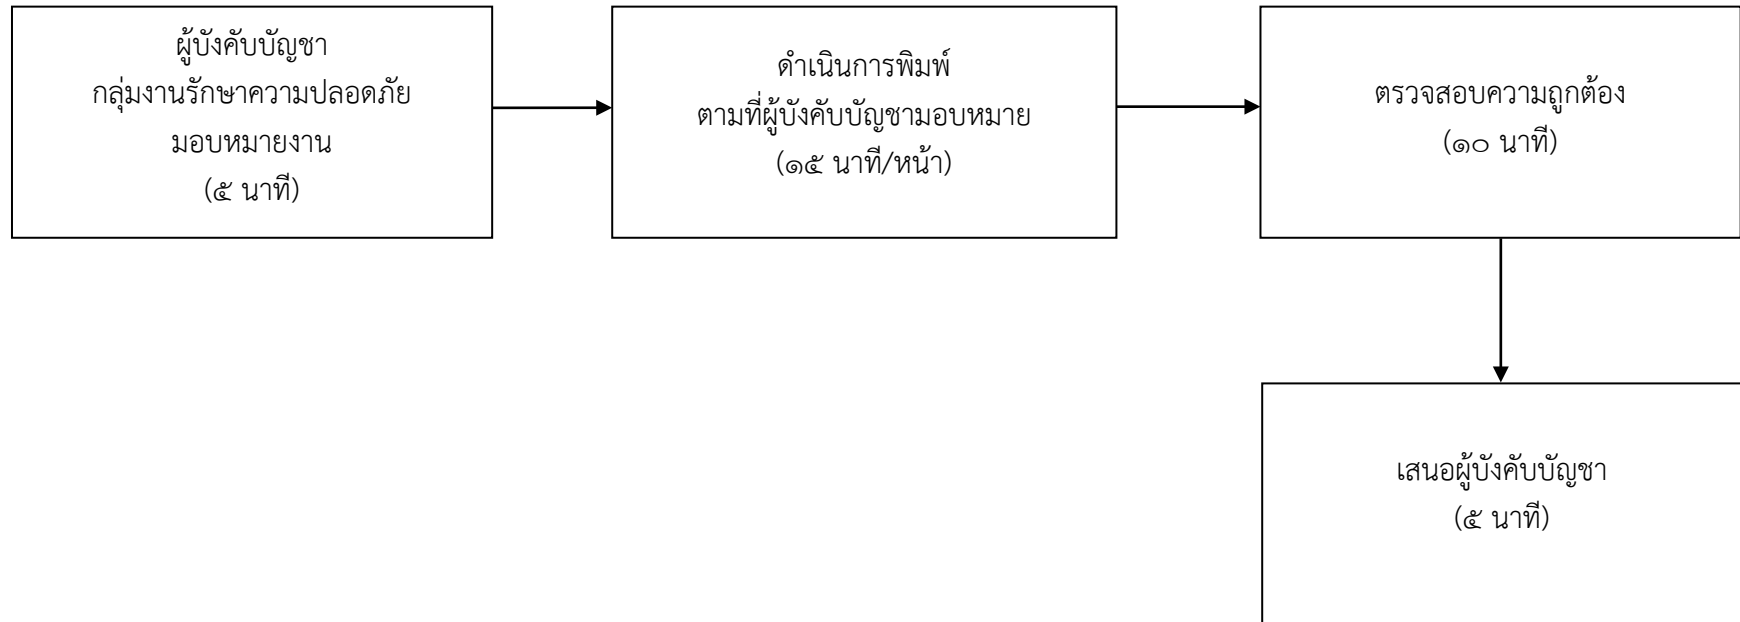 ผู้บังคับบัญชา
กลุ่มงานรักษาความปลอดภัย
มอบหมายงาน
(๕ นาที)
ดำเนินการพิมพ์
ตามที่ผู้บังคับบัญชามอบหมาย
(๑๕ นาที/หน้า)
ตรวจสอบความถูกต้อง
(๑๐ นาที)
เสนอผู้บังคับบัญชา
(๕ นาที)